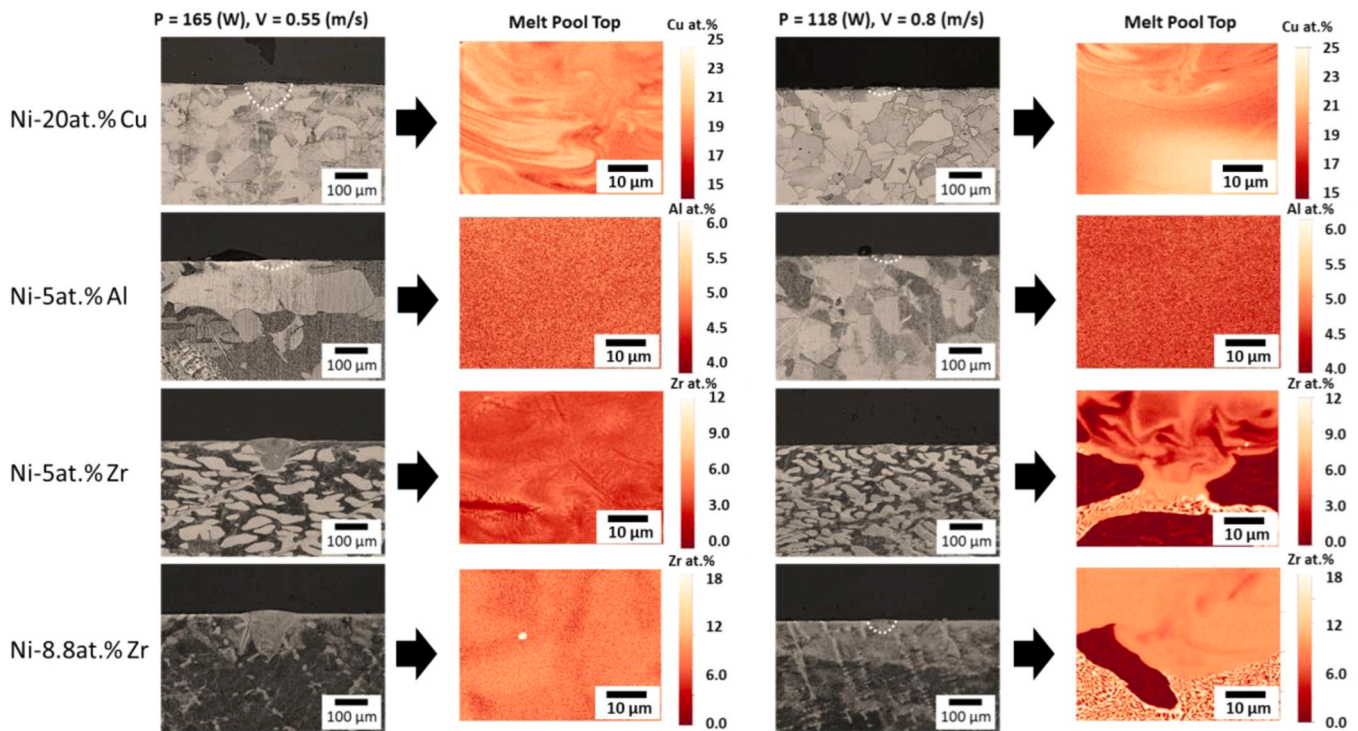 P = 165 (W), V = 0.55 (m/s)
Melt Pool Top
Cu at.%
P = 118 (W), V = 0.8 (m/s)
Melt Pool Top
Cu at.%
Ni-20at.% Cu
100 µm
10 µm
25
23
21
19
17
15
100 µm
10 µm
25
23
21
19
17
15
Ni-5at.% Al
100 µm
10 µm
Al at.%
6.0
5.5
5.0
4.5
4.0
100 µm
10 µm
Al at.%
6.0
5.5
5.0
4.5
4.0
Ni-5at.% Zr
100 µm
10 µm
Zr at.%
12
9.0
6.0
3.0
0.0
100 µm
10 µm
Zr at.%
12
9.0
6.0
3.0
0.0
Ni-8.8at.% Zr
100 µm
10 µm
Zr at.%
18
12
6.0
0.0
100 µm
10 µm
Zr at.%
18
12
6.0
0.0